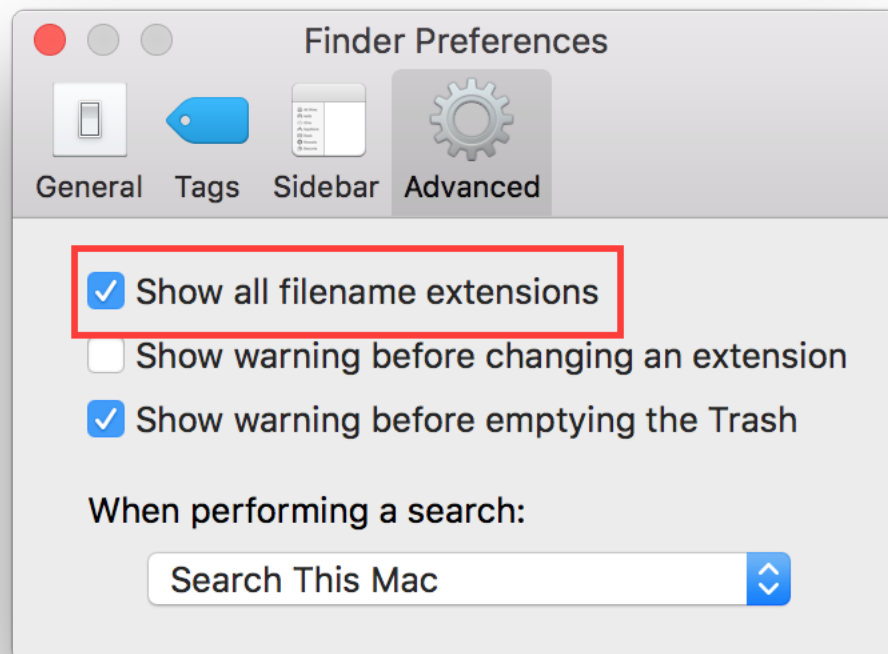 Finder Preferences
General Tags Sidebar Advanced
Show all filename extensions
Show warning before changing an extension
Show warning before emptying the Trash
When performing a search:
Search This Mac